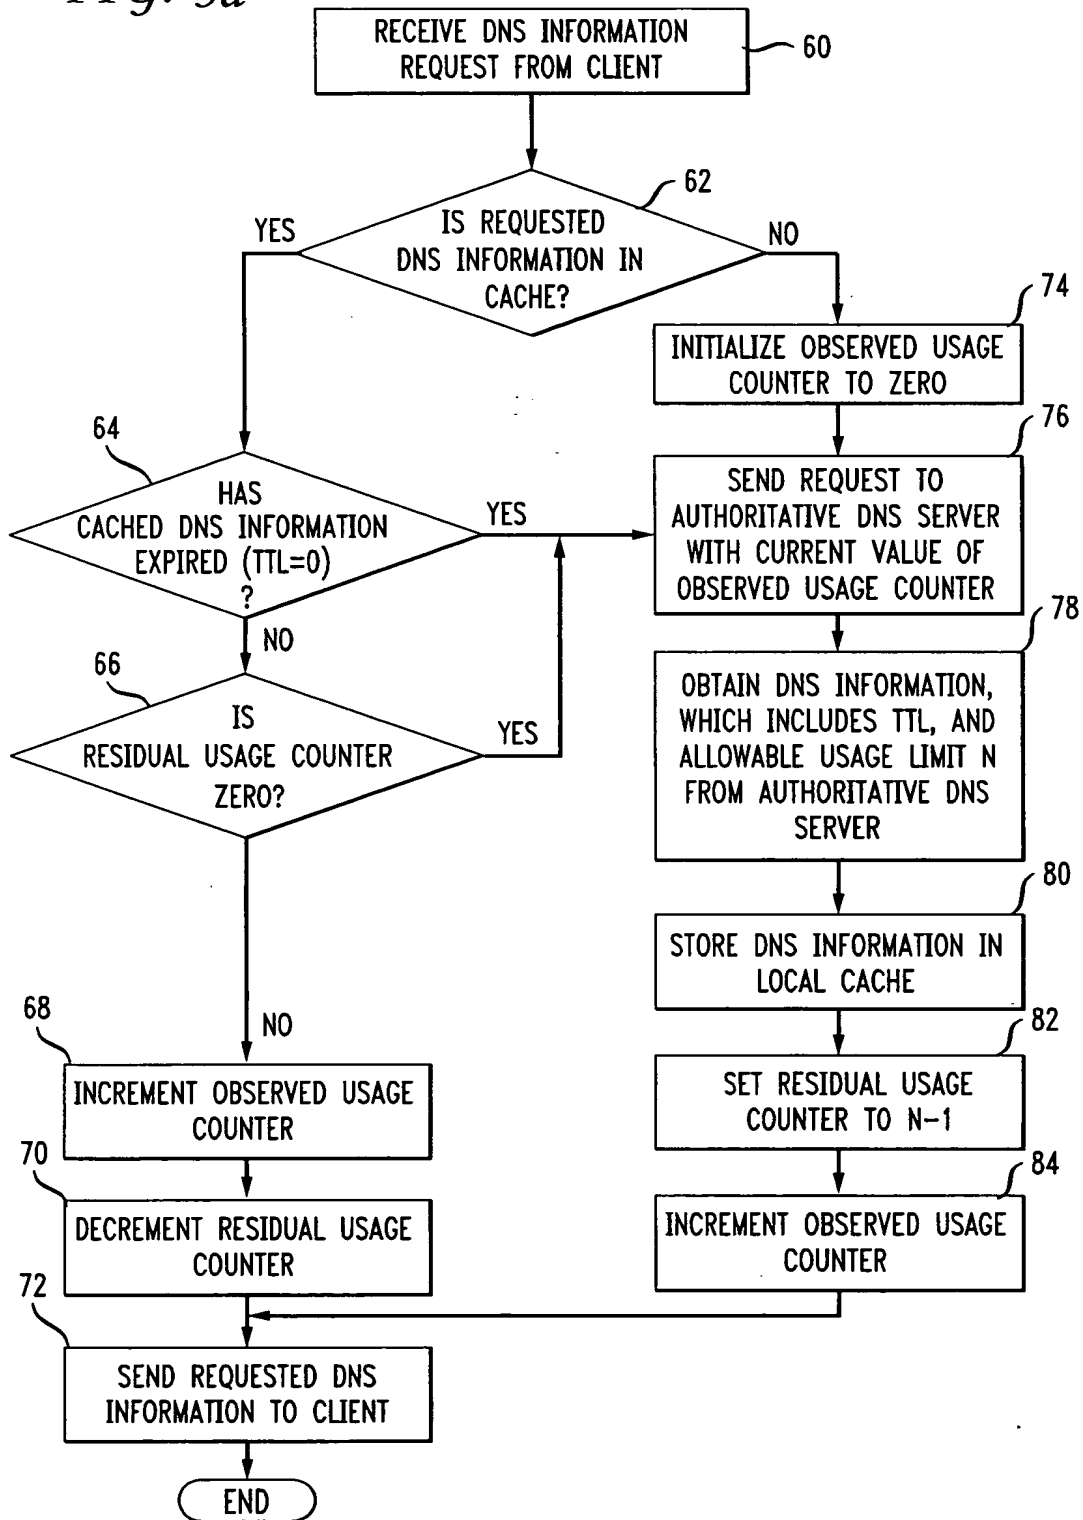 FIG. 3a
RECEIVE DNS INFORMATION
REQUEST FROM CLIENT
60
62
IS REQUESTED
DNS INFORMATION IN
CACHE?
YES
NO
74
INITIALIZE OBSERVED USAGE
COUNTER TO ZERO
64
HAS
CACHED DNS INFORMATION
EXPIRED (TTL=0)
?
YES
NO
76
SEND REQUEST TO
AUTHORITATIVE DNS SERVER
WITH CURRENT VALUE OF
OBSERVED USAGE COUNTER
66
IS
RESIDUAL USAGE COUNTER
ZERO?
YES
NO
78
OBTAIN DNS INFORMATION,
WHICH INCLUDES TTL, AND
ALLOWABLE USAGE LIMIT N
FROM AUTHORITATIVE DNS
SERVER
80
STORE DNS INFORMATION IN
LOCAL CACHE
68
INCREMENT OBSERVED USAGE
COUNTER
82
SET RESIDUAL USAGE
COUNTER TO N-1
70
DECREMENT RESIDUAL USAGE
COUNTER
84
INCREMENT OBSERVED USAGE
COUNTER
72
SEND REQUESTED DNS
INFORMATION TO CLIENT
END